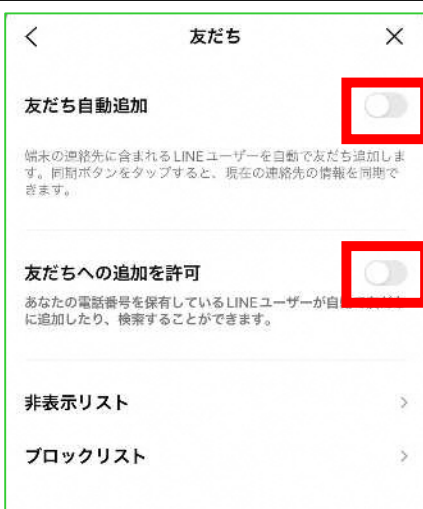 友だち
友だち自動追加
端末の連絡先に含まれるLINEユーザーを自動で友だち追加しま
す。同期ボタンをタップすると、現在の連絡先の情報を同期で
きます。
友だちへの追加を許可
あなたの電話番号を保有しているLINEユーザーが自
に追加したり、検索することができます。
非表示リスト
ブロックリスト